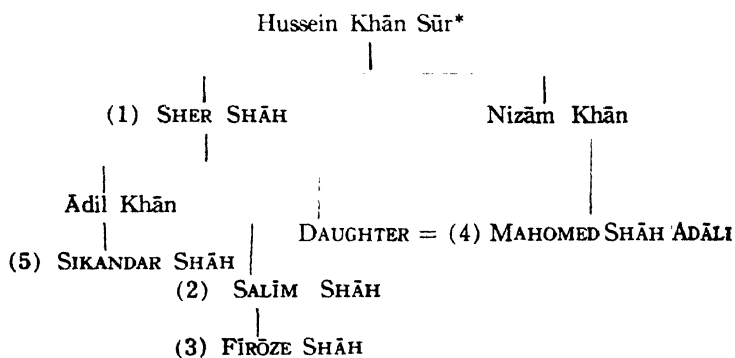 Hussein Khān Sūr*
(1) SHER SHĀH Nizām Khān
Ādil Khān
DAUGHTER = (4) MAHOMED SHĀH ADĀLI
(5) SIKANDAR SHĀH
(2) SALĪM SHĀH
(3) FĪRŌZE SHĀH